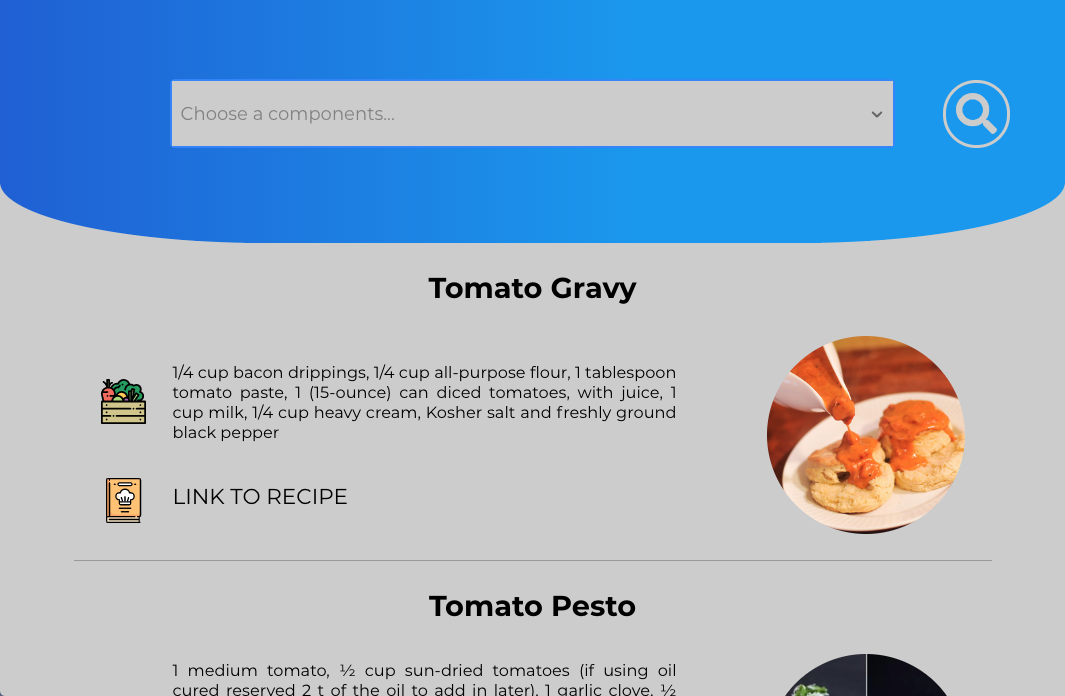 Choose a components...
Tomato Gravy
1/4 cup bacon drippings, 1/4 cup all-purpose flour, 1 tablespoon
tomato paste, 1 (15-ounce) can diced tomatoes, with juice, 1
cup milk, 1/4 cup heavy cream, Kosher salt and freshly ground
black pepper
LINK TO RECIPE
Tomato Pesto
1 medium tomato, ½ cup sun-dried tomatoes (if using oil
cured reserved 2 t of the oil to add in later), 1 garlic clove, ½